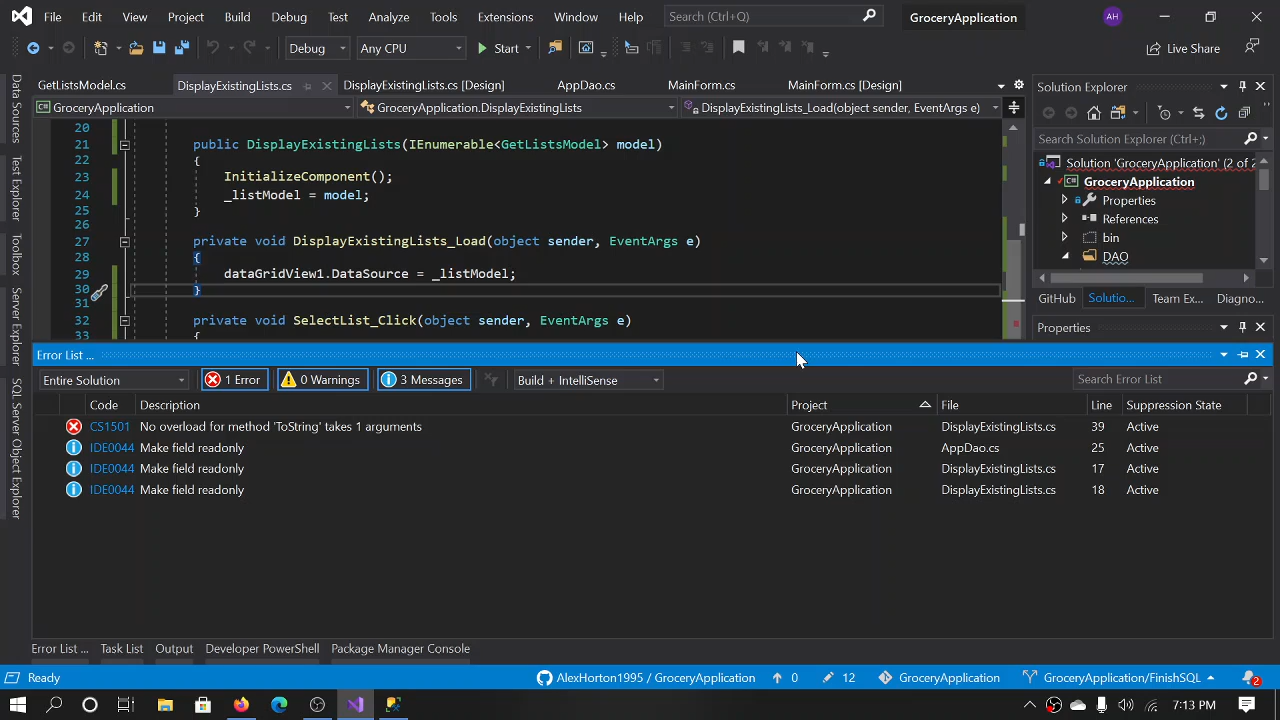 File Edit View Project Build Debug Test Analyze Tools Extensions Window Help Search (Ctrl+Q) GroceryApplication AH
Debug Any CPU Start Live Share
GetListsModel.cs DisplayExistingLists.cs DisplayExistingLists.cs [Design] AppDao.cs MainForm.cs MainForm.cs [Design]
GroceryApplication GroceryApplication.DisplayExistingLists DisplayExistingLists_Load(object sender, EventArgs e)
20
21 public DisplayExistingLists(IEnumerable<GetListsModel> model)
22 {
23 InitializeComponent();
24 _listModel = model;
25 }
26
27 private void DisplayExistingLists_Load(object sender, EventArgs e)
28 {
29 dataGridView1.DataSource = _listModel;
30 }
31
32 private void SelectList_Click(object sender, EventArgs e)
33 {
Data Sources
Test Explorer
Toolbox
Server Explorer
SQL Server Object Explorer
Solution Explorer
Search Solution Explorer (Ctrl+;)
Solution 'GroceryApplication' (2 of 2
GroceryApplication
Properties
References
bin
DAO
GitHub Solutio... Team Ex... Diagno...
Properties
Error List ...
Entire Solution 1 Error 0 Warnings 3 Messages Build + IntelliSense Search Error List
Code Description Project File Line Suppression State
CS1501 No overload for method 'ToString' takes 1 arguments GroceryApplication DisplayExistingLists.cs 39 Active
IDE0044 Make field readonly GroceryApplication AppDao.cs 25 Active
IDE0044 Make field readonly GroceryApplication DisplayExistingLists.cs 17 Active
IDE0044 Make field readonly GroceryApplication DisplayExistingLists.cs 18 Active
Error List ... Task List Output Developer PowerShell Package Manager Console
Ready AlexHorton1995 / GroceryApplication 0 12 GroceryApplication GroceryApplication/FinishSQL 2
7:13 PM